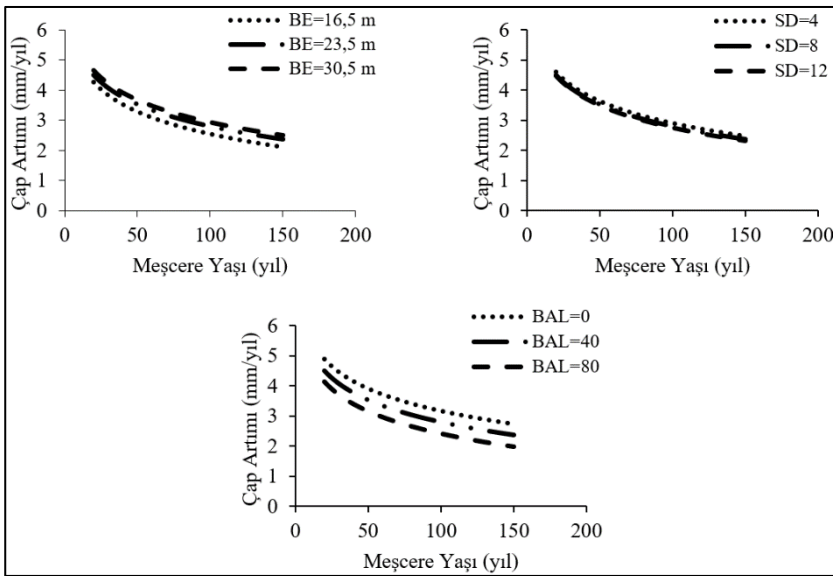 BE=16,5 m
BE=23,5 m
BE=30,5 m
Çap Artımı (mm/yıl)
6
5
4
3
2
1
0
0 50 100 150 200
Meşcere Yaşı (yıl)
SD=4
SD=8
SD=12
Çap Artımı (mm/yıl)
6
5
4
3
2
1
0
0 50 100 150 200
Meşcere Yaşı (yıl)
BAL=0
BAL=40
BAL=80
Çap Artımı (mm/yıl)
6
5
4
3
2
1
0
0 50 100 150 200
Meşcere Yaşı (yıl)